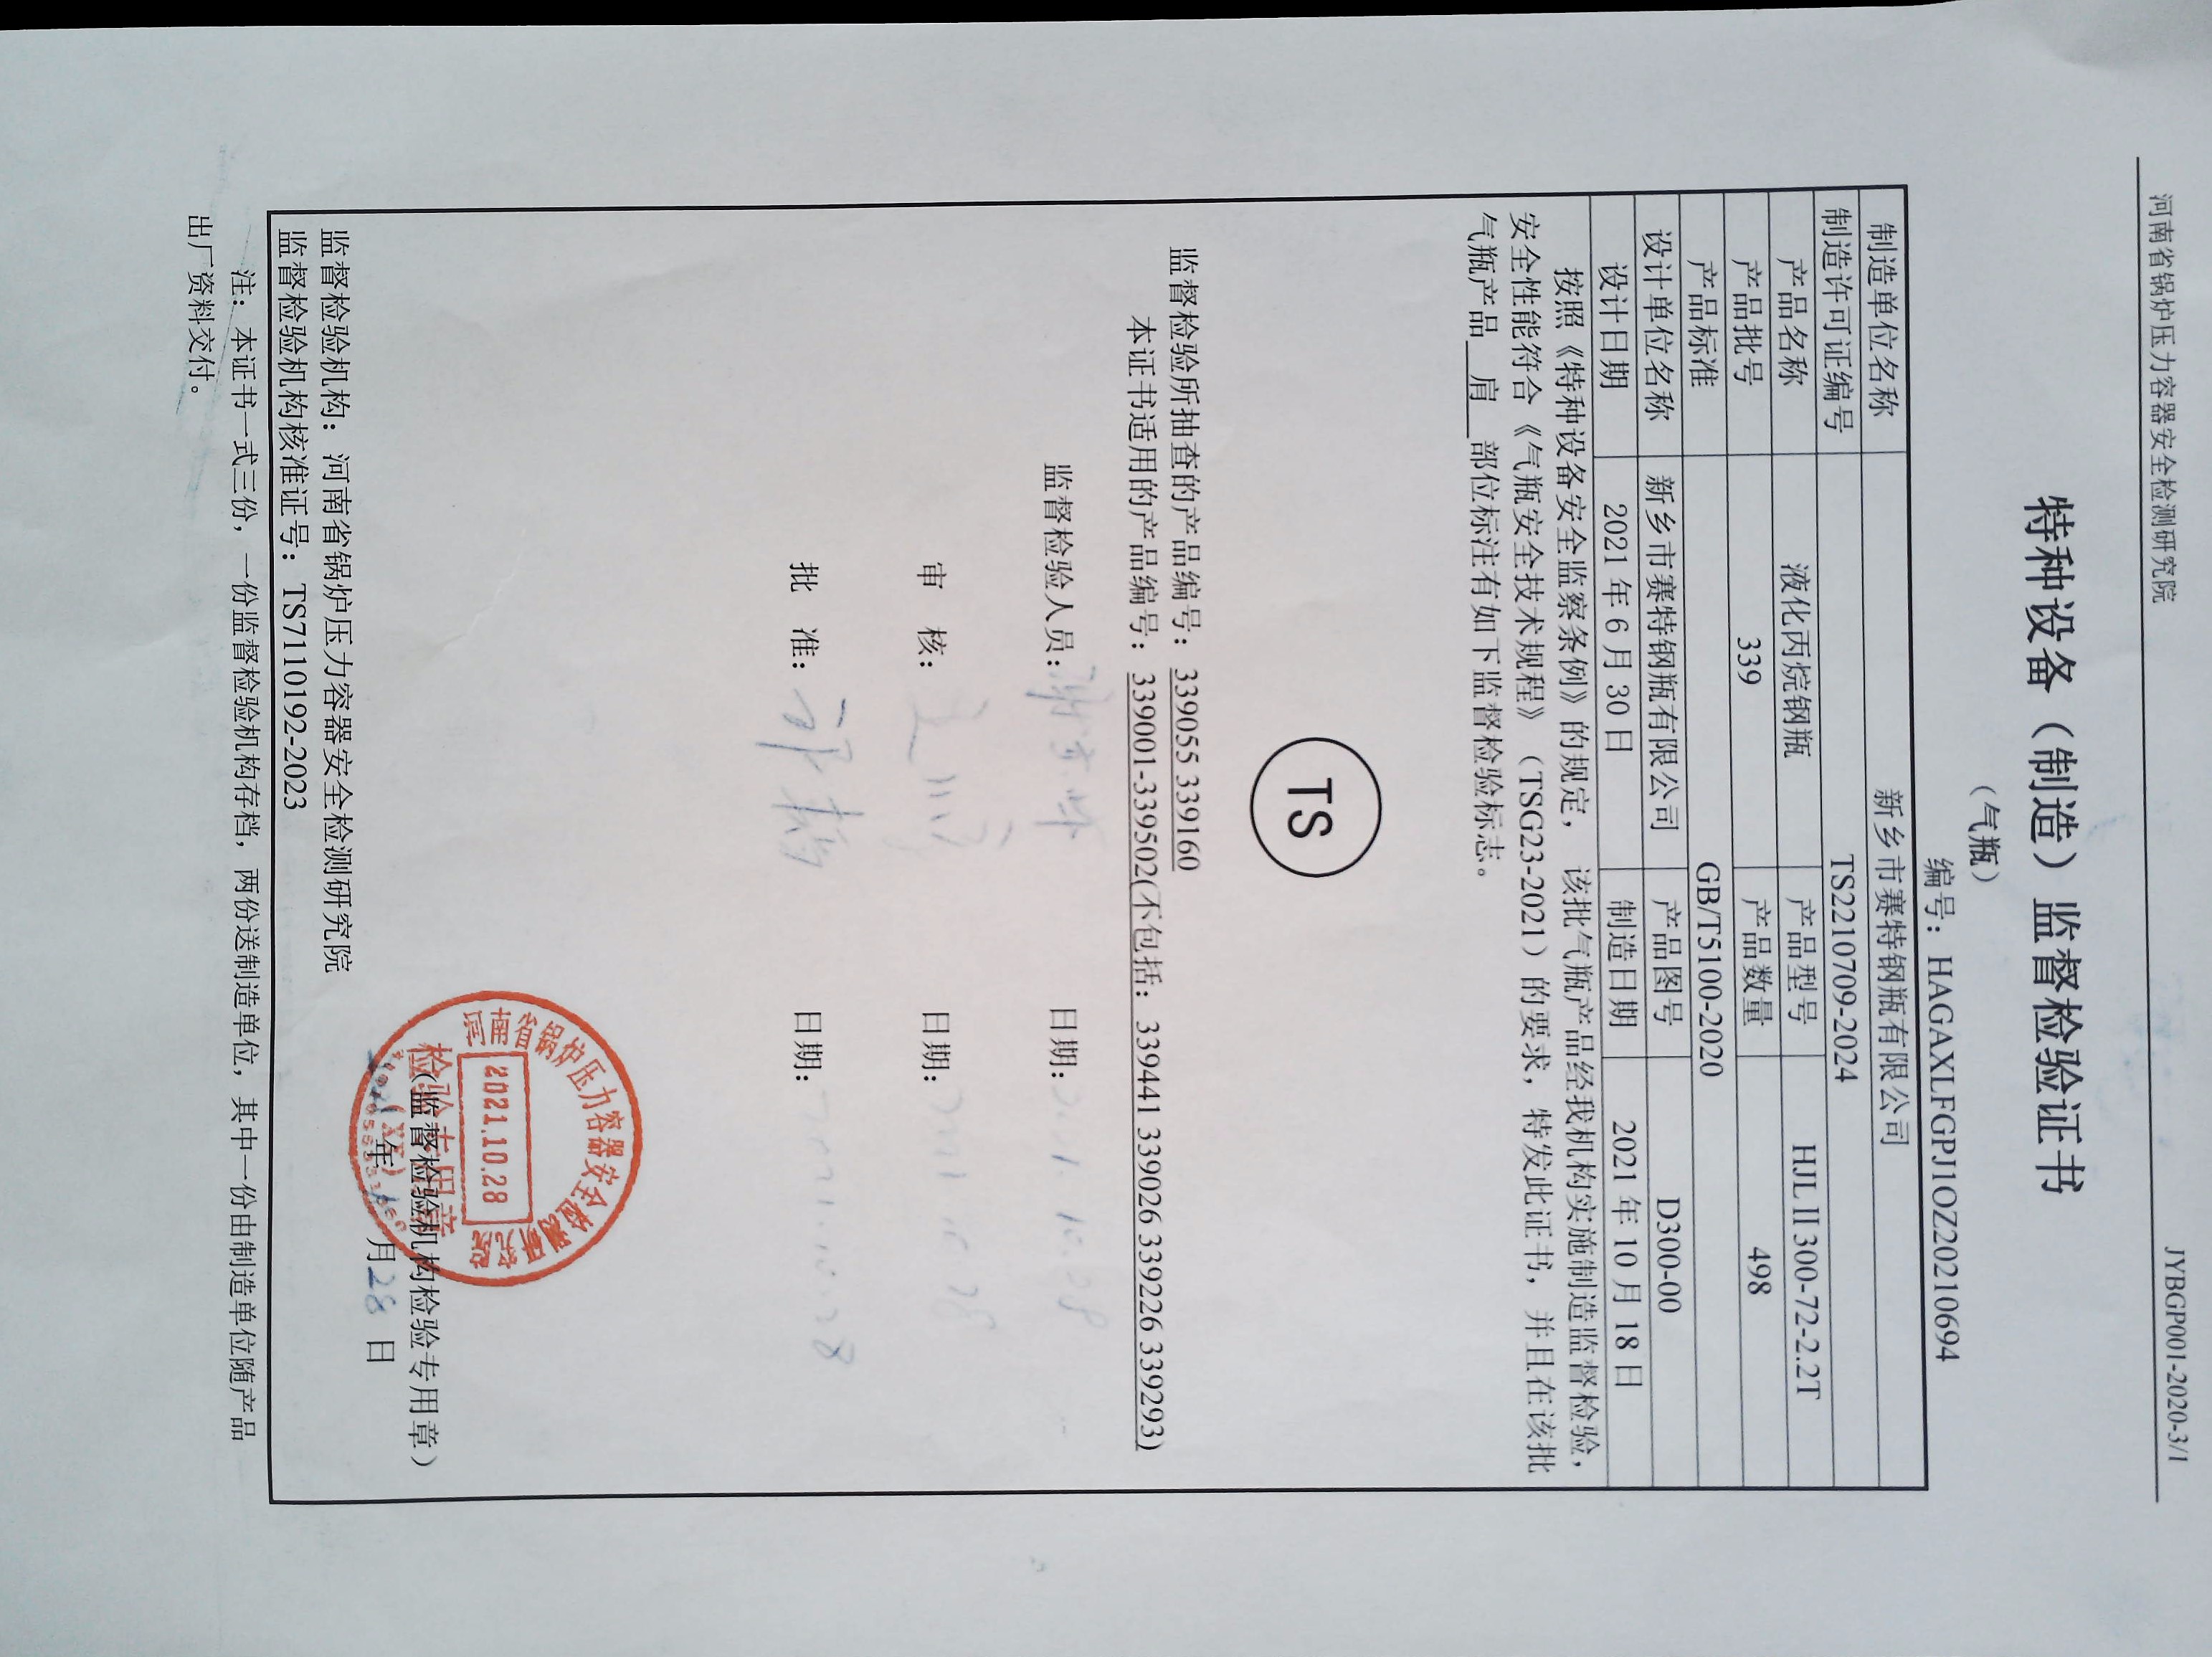 河南省锅炉压力容器安全检测研究院 JYBGP001-2020-3/1
特种设备（制造）监督检验证书
（气瓶）
编号：HAGAXLFGPJ1OZ20210694
制造单位名称 新乡市赛特钢瓶有限公司
制造许可证编号 TS2210709-2024
产品名称 液化丙烷钢瓶 产品型号 HJL II 300-72-2.2T
产品批号 339 产品数量 498
产品标准 GB/T5100-2020
设计单位名称 新乡市赛特钢瓶有限公司 产品图号 D300-00
设计日期 2021 年 6 月 30 日 制造日期 2021 年 10 月 18 日
按照《特种设备安全监察条例》的规定，该批气瓶产品经我机构实施制造监督检验，
安全性能符合《气瓶安全技术规程》（TSG23-2021）的要求，特发此证书，并且在该批
气瓶产品 肩 部位标注有如下监督检验标志。
TS
监督检验所抽查的产品编号：339055 339160
本证书适用的产品编号：339001-339502(不包括：339441 339026 339226 339293)
监督检验人员： 日期：
审 核： 日期：
批 准： 日期：2021.10.28
河南省锅炉压力容器安全检测研究院
2021.10.28
检验专用章
（监督检验机构检验专用章）
年 月 28 日
监督检验机构：河南省锅炉压力容器安全检测研究院
监督检验机构核准证号：TS7110192-2023
注：本证书一式三份，一份监督检验机构存档，两份送制造单位，其中一份由制造单位随产品
出厂资料交付。